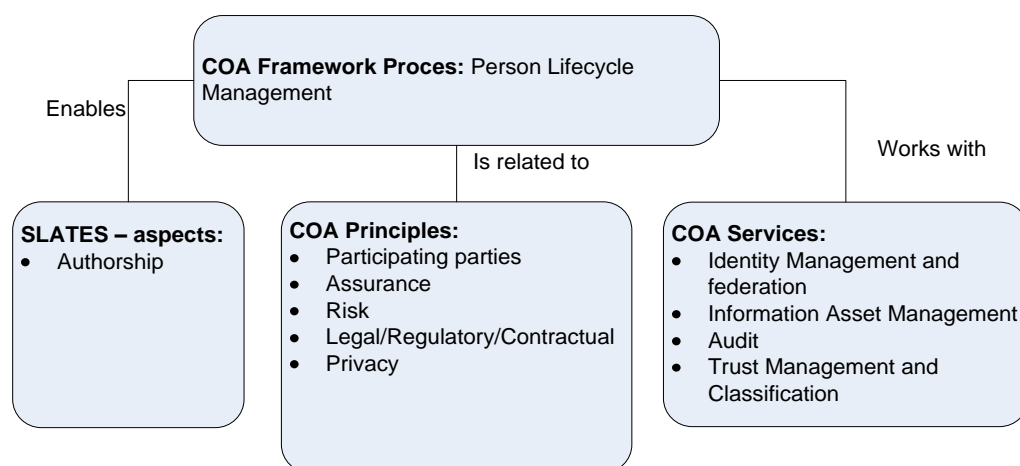 COA Framework Proces: Person Lifecycle
Management
Enables
Is related to
Works with
SLATES – aspects:
• Authorship
COA Principles:
• Participating parties
• Assurance
• Risk
• Legal/Regulatory/Contractual
• Privacy
COA Services:
• Identity Management and
federation
• Information Asset Management
• Audit
• Trust Management and
Classification